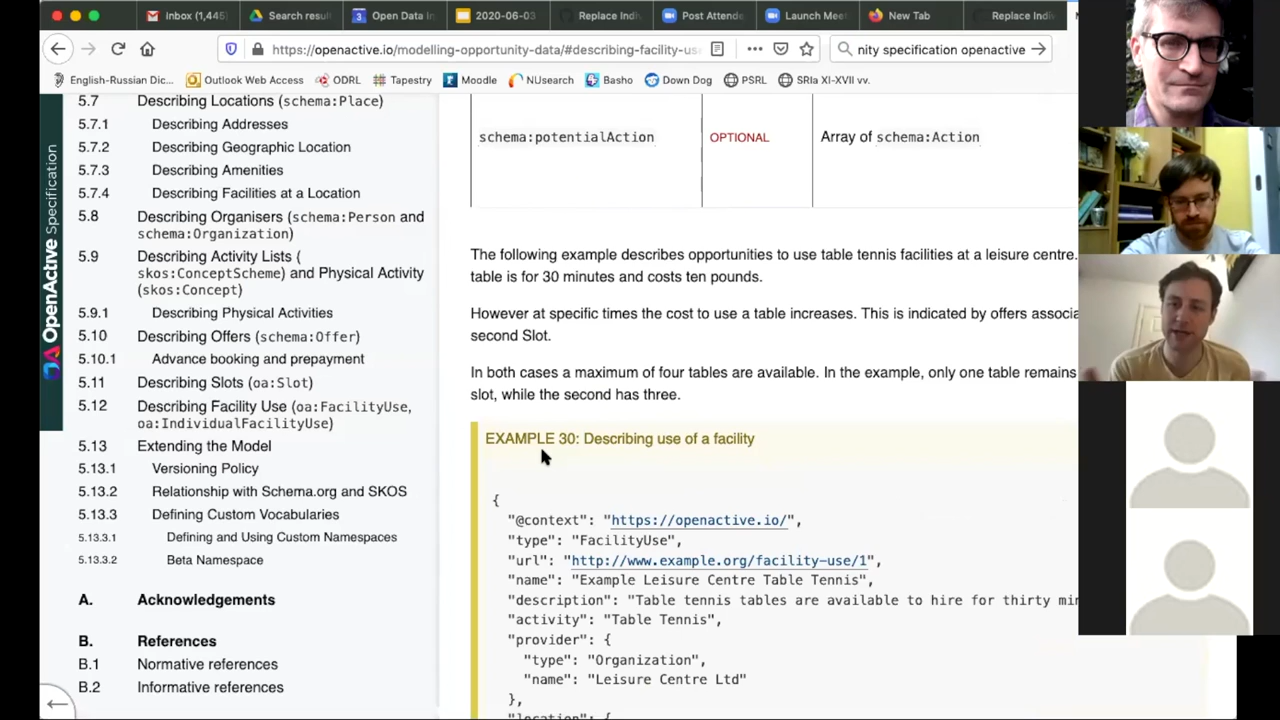 Inbox (1,445)
Search resul
Open Data In
2020-06-03
Replace Indiv
Post Attende
Launch Meet
New Tab
Replace Indiv
https://openactive.io/modelling-opportunity-data/#describing-facility-us
nity specification openactive
English-Russian Dic...
Outlook Web Access
ODRL
Tapestry
Moodle
NUsearch
Basho
Down Dog
PSRL
SRIa XI-XVII vv.
OpenActive Specification
5.7 Describing Locations (schema:Place)
5.7.1 Describing Addresses
5.7.2 Describing Geographic Location
5.7.3 Describing Amenities
5.7.4 Describing Facilities at a Location
5.8 Describing Organisers (schema:Person and
schema:Organization)
5.9 Describing Activity Lists (
skos:ConceptScheme) and Physical Activity
(skos:Concept)
5.9.1 Describing Physical Activities
5.10 Describing Offers (schema:Offer)
5.10.1 Advance booking and prepayment
5.11 Describing Slots (oa:Slot)
5.12 Describing Facility Use (oa:FacilityUse,
oa:IndividualFacilityUse)
5.13 Extending the Model
5.13.1 Versioning Policy
5.13.2 Relationship with Schema.org and SKOS
5.13.3 Defining Custom Vocabularies
5.13.3.1 Defining and Using Custom Namespaces
5.13.3.2 Beta Namespace
A. Acknowledgements
B. References
B.1 Normative references
B.2 Informative references
schema:potentialAction OPTIONAL Array of schema:Action
The following example describes opportunities to use table tennis facilities at a leisure centre.
table is for 30 minutes and costs ten pounds.
However at specific times the cost to use a table increases. This is indicated by offers associa
second Slot.
In both cases a maximum of four tables are available. In the example, only one table remains
slot, while the second has three.
EXAMPLE 30: Describing use of a facility
{
"@context": "https://openactive.io/",
"type": "FacilityUse",
"url": "http://www.example.org/facility-use/1",
"name": "Example Leisure Centre Table Tennis",
"description": "Table tennis tables are available to hire for thirty min
"activity": "Table Tennis",
"provider": {
"type": "Organization",
"name": "Leisure Centre Ltd"
},
"location": {